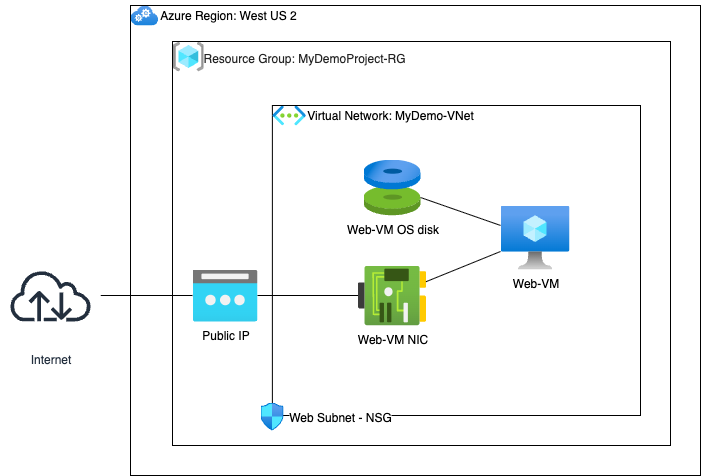 Azure Region: West US 2
Resource Group: MyDemoProject-RG
Virtual Network: MyDemo-VNet
Web-VM OS disk
Web-VM
Public IP
Web-VM NIC
Internet
Web Subnet - NSG